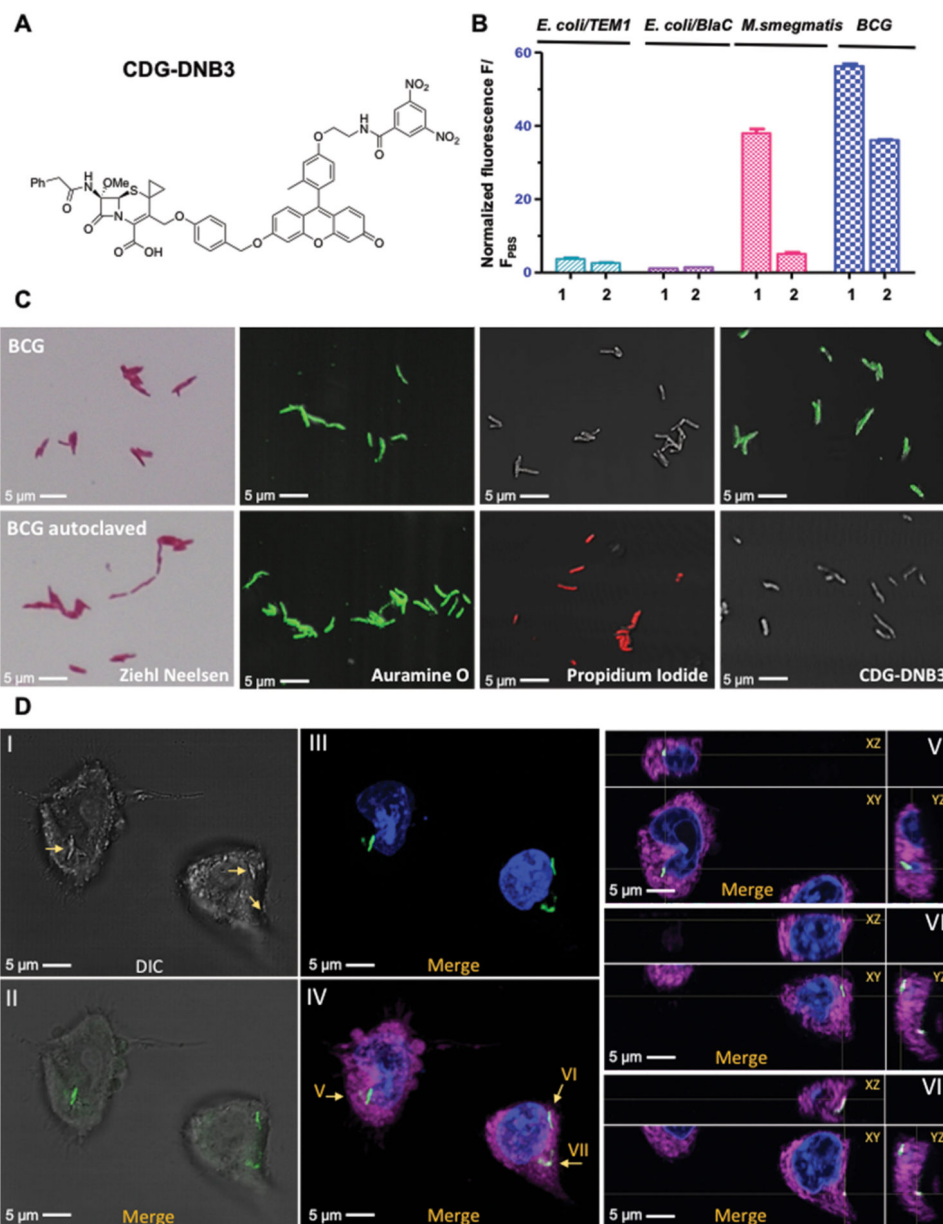 A
CDG-DNB3
NO₂
NO₂
H
N
O
O
Ph
H
N
O
OMe
S
N
O
O
OH
O
O
O
O
B
E. coli/TEM1 E. coli/BlaC M.smegmatis BCG
Normalized fluorescence F/
F_PBS
60
40
20
0
1 2 1 2 1 2 1 2
C
BCG
5 µm
5 µm
5 µm
5 µm
BCG autoclaved
5 µm Ziehl Neelsen
5 µm Auramine O
5 µm Propidium Iodide
5 µm CDG-DNB3
D
I
5 µm DIC
III
5 µm Merge
II
5 µm Merge
IV
V
VI
VII
5 µm Merge
XZ
V
XY
YZ
5 µm Merge
XZ
VI
XY
YZ
5 µm Merge
XZ
VI
XY
YZ
5 µm Merge